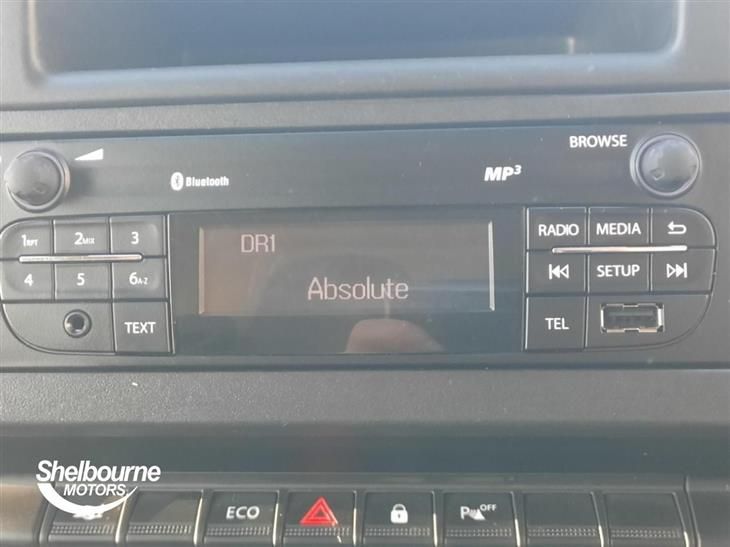 BROWSE
Bluetooth
MP3
1RPT 2MIX 3
DR1
RADIO MEDIA
4 5 6A-Z
Absolute
SETUP
TEXT
TEL
Shelbourne
MOTORS
ECO
P OFF